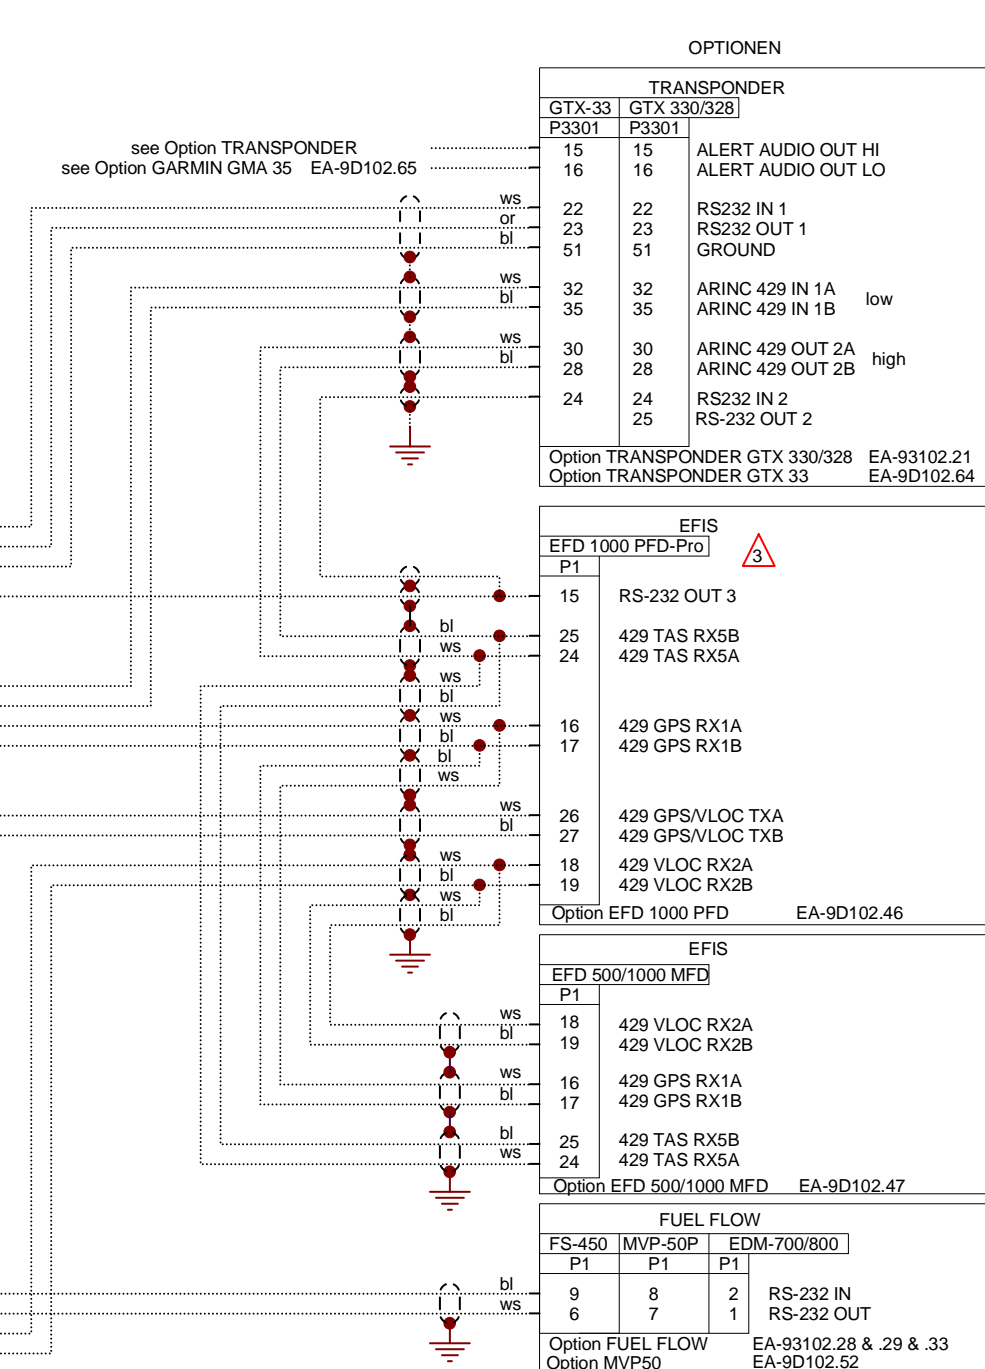 OPTIONEN
TRANSPONDER
GTX-33 GTX 330/328
P3301 P3301
see Option TRANSPONDER 15 15 ALERT AUDIO OUT HI
see Option GARMIN GMA 35 EA-9D102.65 16 16 ALERT AUDIO OUT LO
ws 22 22 RS232 IN 1
or 23 23 RS232 OUT 1
bl 51 51 GROUND
ws 32 32 ARINC 429 IN 1A
low
bl 35 35 ARINC 429 IN 1B
ws 30 30 ARINC 429 OUT 2A
high
bl 28 28 ARINC 429 OUT 2B
24 24 RS232 IN 2
25 RS-232 OUT 2
Option TRANSPONDER GTX 330/328 EA-93102.21
Option TRANSPONDER GTX 33 EA-9D102.64
EFIS
EFD 1000 PFD-Pro
3
P1
15 RS-232 OUT 3
bl 25 429 TAS RX5B
ws 24 429 TAS RX5A
ws
bl
ws 16 429 GPS RX1A
bl 17 429 GPS RX1B
bl
ws
ws 26 429 GPS/VLOC TXA
bl 27 429 GPS/VLOC TXB
ws 18 429 VLOC RX2A
bl 19 429 VLOC RX2B
ws
bl
Option EFD 1000 PFD EA-9D102.46
EFIS
EFD 500/1000 MFD
P1
ws 18 429 VLOC RX2A
bl 19 429 VLOC RX2B
ws 16 429 GPS RX1A
bl 17 429 GPS RX1B
bl 25 429 TAS RX5B
ws 24 429 TAS RX5A
Option EFD 500/1000 MFD EA-9D102.47
FUEL FLOW
FS-450 MVP-50P EDM-700/800
P1 P1 P1
bl 9 8 2 RS-232 IN
ws 6 7 1 RS-232 OUT
Option FUEL FLOW EA-93102.28 & .29 & .33
Option MVP50 EA-9D102.52